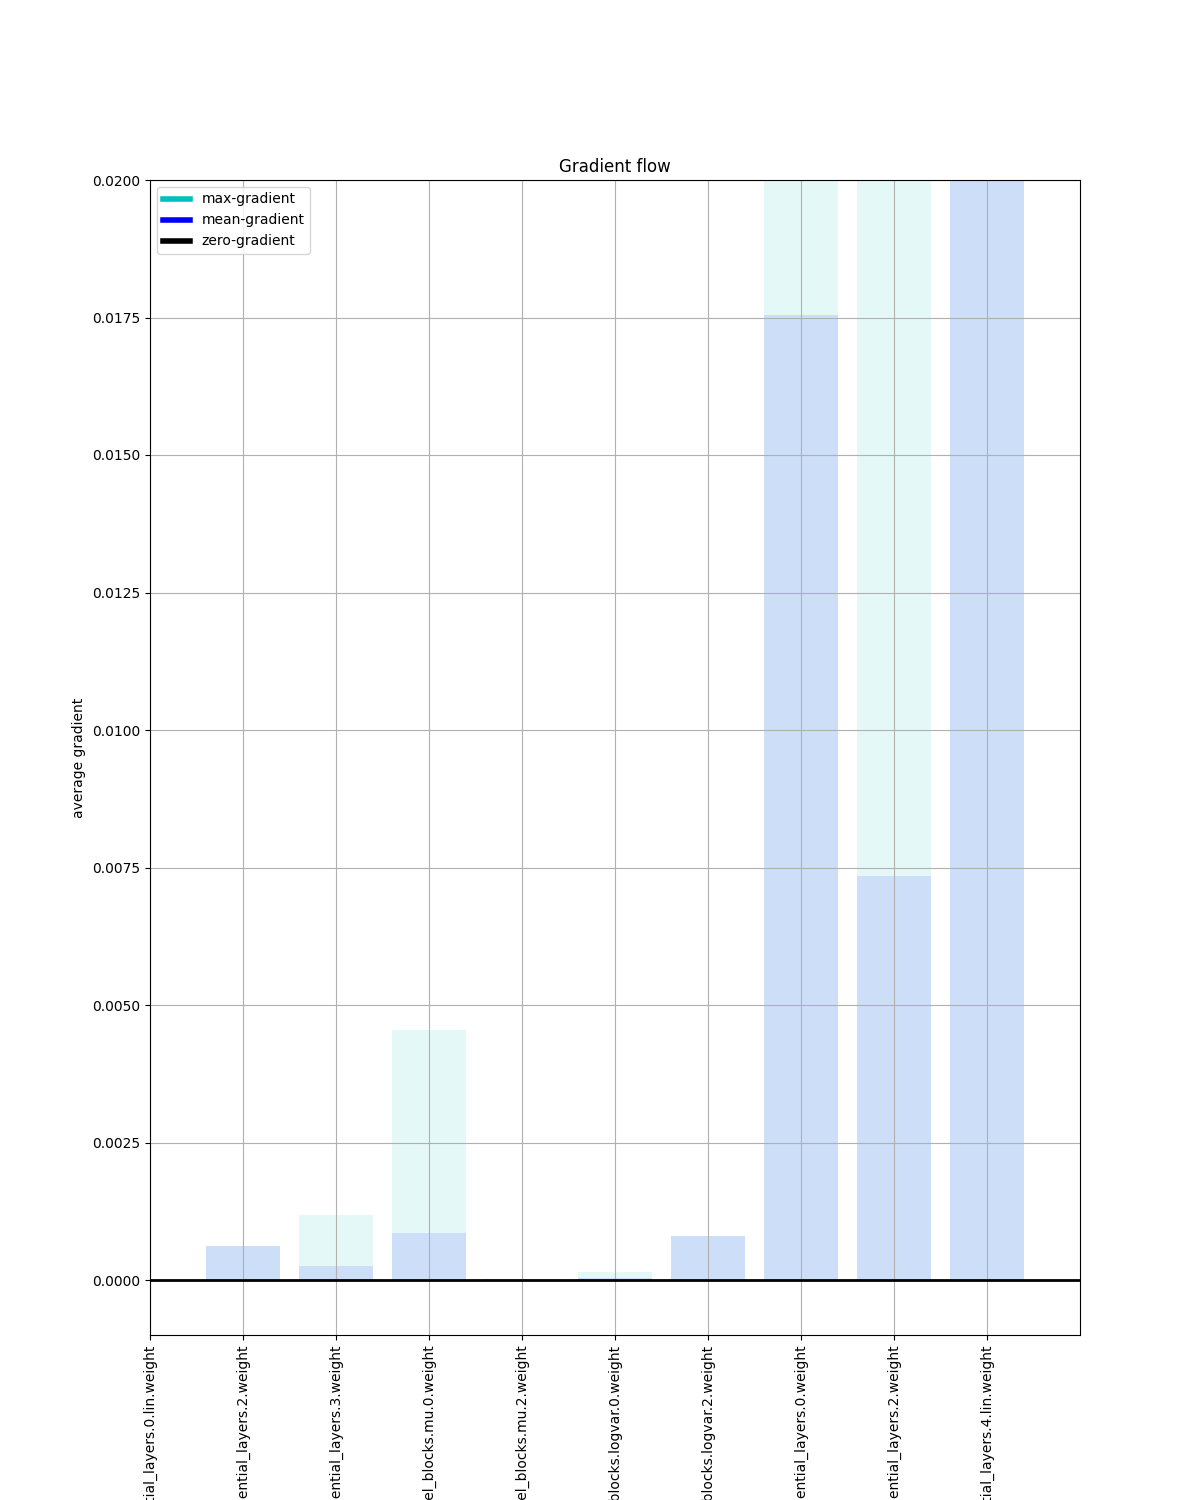 Gradient flow
max-gradient
mean-gradient
zero-gradient
0.0200
0.0175
0.0150
0.0125
0.0100
0.0075
0.0050
0.0025
0.0000
average gradient
tial_layers.0.lin.weight
ential_layers.2.weight
ential_layers.3.weight
el_blocks.mu.0.weight
el_blocks.mu.2.weight
blocks.logvar.0.weight
blocks.logvar.2.weight
ential_layers.0.weight
ential_layers.2.weight
tial_layers.4.lin.weight